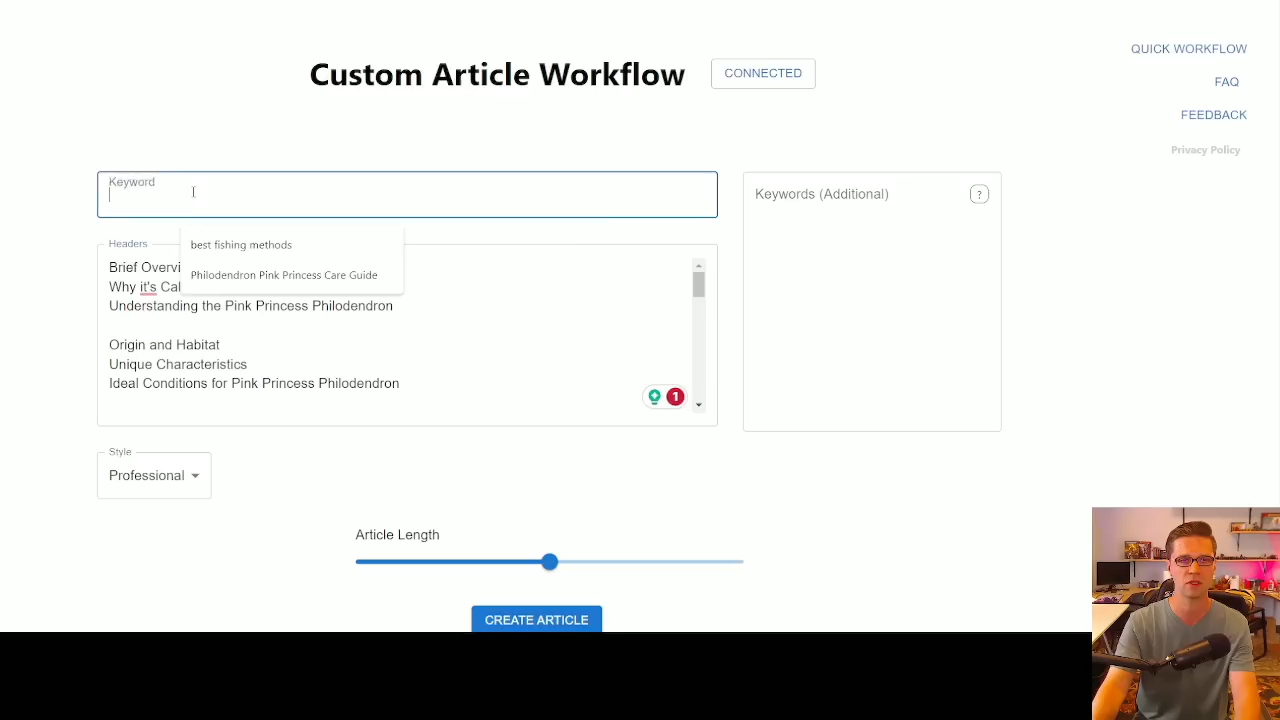 Custom Article Workflow
CONNECTED
QUICK WORKFLOW
FAQ
FEEDBACK
Privacy Policy
Keyword
best fishing methods
Philodendron Pink Princess Care Guide
Headers
Brief Overvi
Why it's Cal
Understanding the Pink Princess Philodendron
Origin and Habitat
Unique Characteristics
Ideal Conditions for Pink Princess Philodendron
1
Keywords (Additional)
?
Style
Professional
Article Length
CREATE ARTICLE